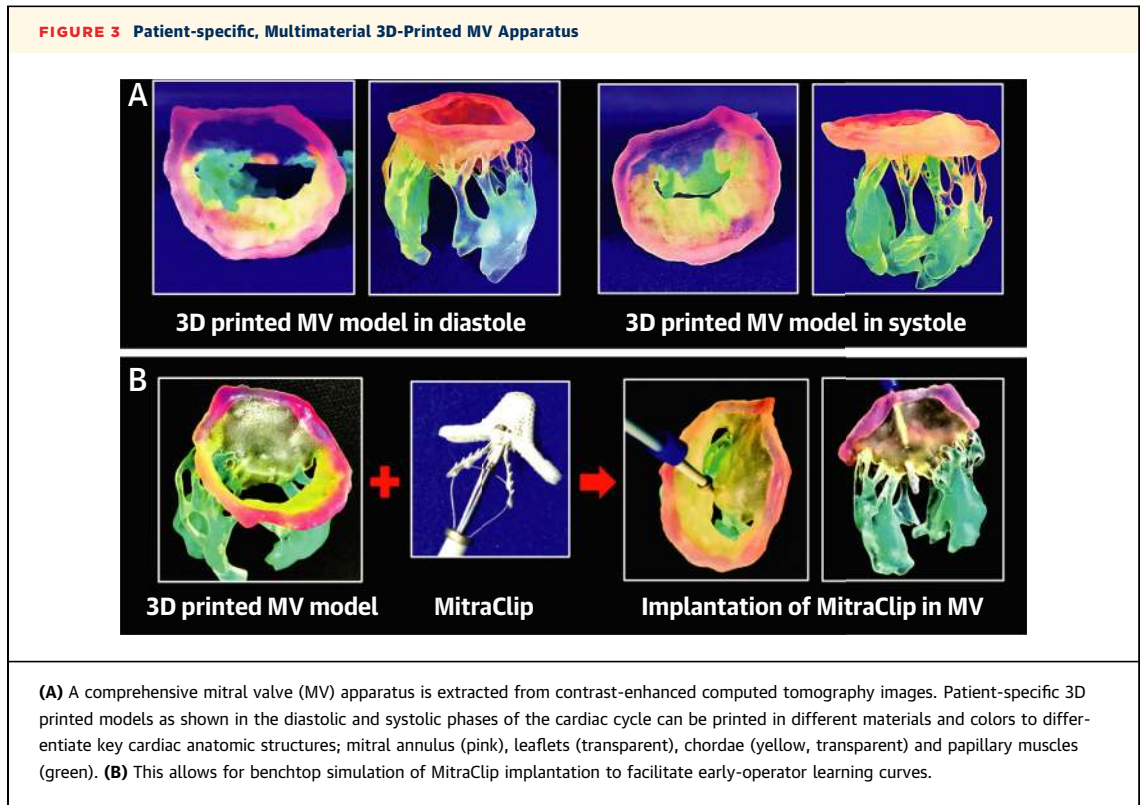 FIGURE 3 Patient-specific, Multimaterial 3D-Printed MV Apparatus
A
3D printed MV model in diastole
3D printed MV model in systole
B
3D printed MV model
MitraClip
Implantation of MitraClip in MV
(A) A comprehensive mitral valve (MV) apparatus is extracted from contrast-enhanced computed tomography images. Patient-specific 3D
printed models as shown in the diastolic and systolic phases of the cardiac cycle can be printed in different materials and colors to differ-
entiate key cardiac anatomic structures; mitral annulus (pink), leaflets (transparent), chordae (yellow, transparent) and papillary muscles
(green). (B) This allows for benchtop simulation of MitraClip implantation to facilitate early-operator learning curves.